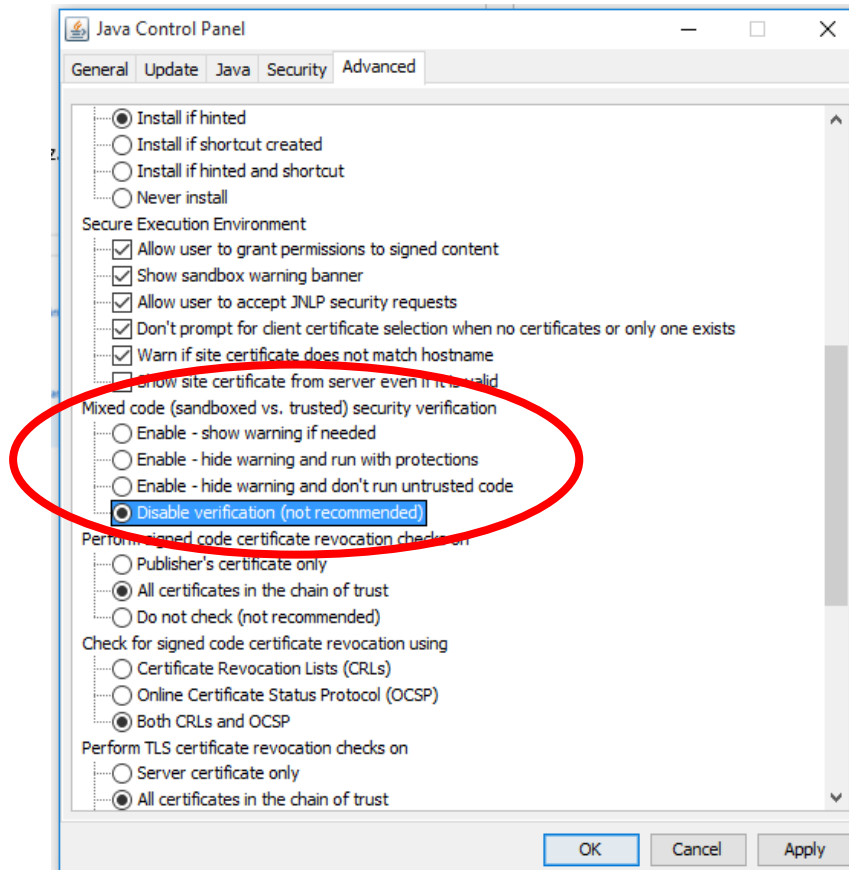 Java Control Panel
General Update Java Security Advanced
Install if hinted
Install if shortcut created
Install if hinted and shortcut
Never install
Secure Execution Environment
Allow user to grant permissions to signed content
Show sandbox warning banner
Allow user to accept JNLP security requests
Don't prompt for client certificate selection when no certificates or only one exists
Warn if site certificate does not match hostname
Show site certificate from server even if it is valid
Mixed code (sandboxed vs. trusted) security verification
Enable - show warning if needed
Enable - hide warning and run with protections
Enable - hide warning and don't run untrusted code
Disable verification (not recommended)
Perform signed code certificate revocation checks on
Publisher's certificate only
All certificates in the chain of trust
Do not check (not recommended)
Check for signed code certificate revocation using
Certificate Revocation Lists (CRLs)
Online Certificate Status Protocol (OCSP)
Both CRLs and OCSP
Perform TLS certificate revocation checks on
Server certificate only
All certificates in the chain of trust
OK Cancel Apply